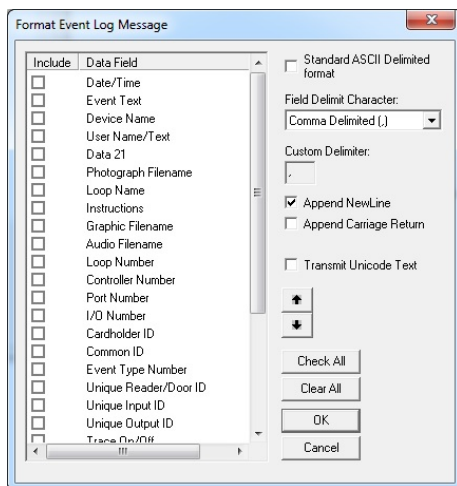 Format Event Log Message
Include Data Field
Date/Time
Event Text
Device Name
User Name/Text
Data 21
Photograph Filename
Loop Name
Instructions
Graphic Filename
Audio Filename
Loop Number
Controller Number
Port Number
I/O Number
Cardholder ID
Common ID
Event Type Number
Unique Reader/Door ID
Unique Input ID
Unique Output ID
Trace On/Off
Standard ASCII Delimited
format
Field Delimit Character:
Comma Delimited (,)
Custom Delimiter:
,
Append NewLine
Append Carriage Return
Transmit Unicode Text
Check All
Clear All
OK
Cancel